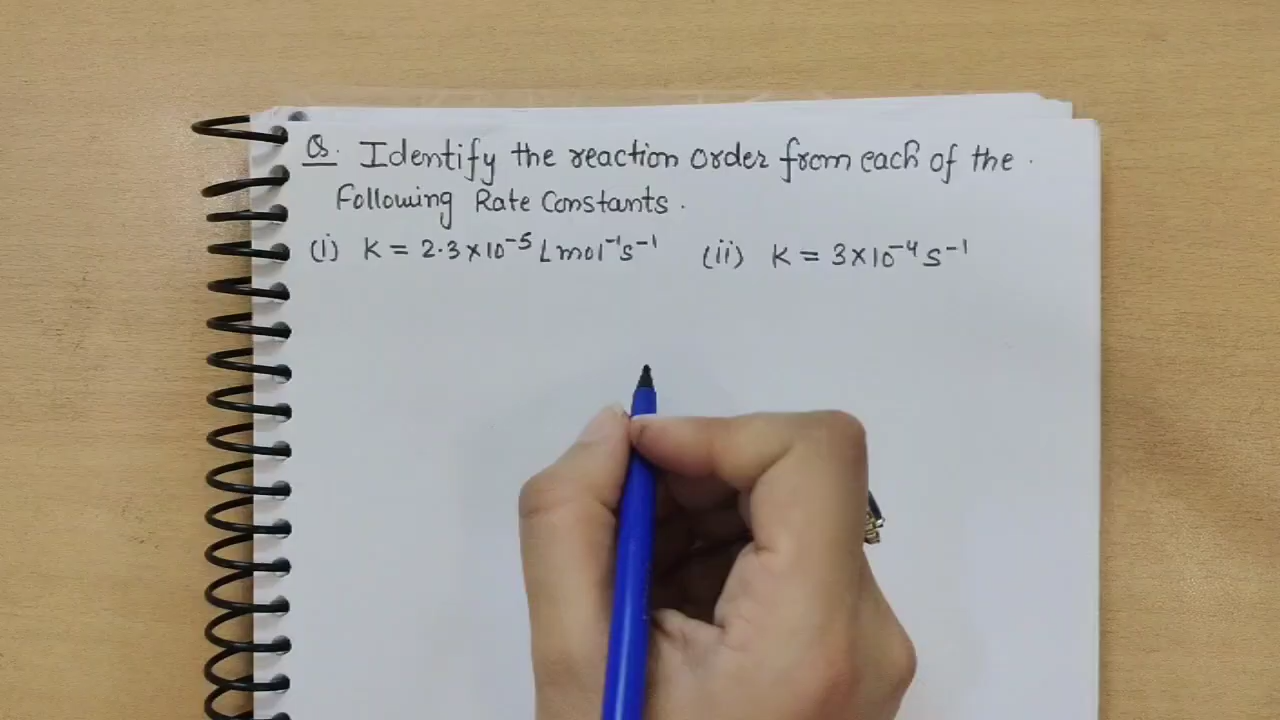 Q. Identify the reaction order from each of the
Following Rate Constants.
(i) K = 2.3×10⁻⁵ L mol⁻¹s⁻¹ (ii) K = 3×10⁻⁴ s⁻¹